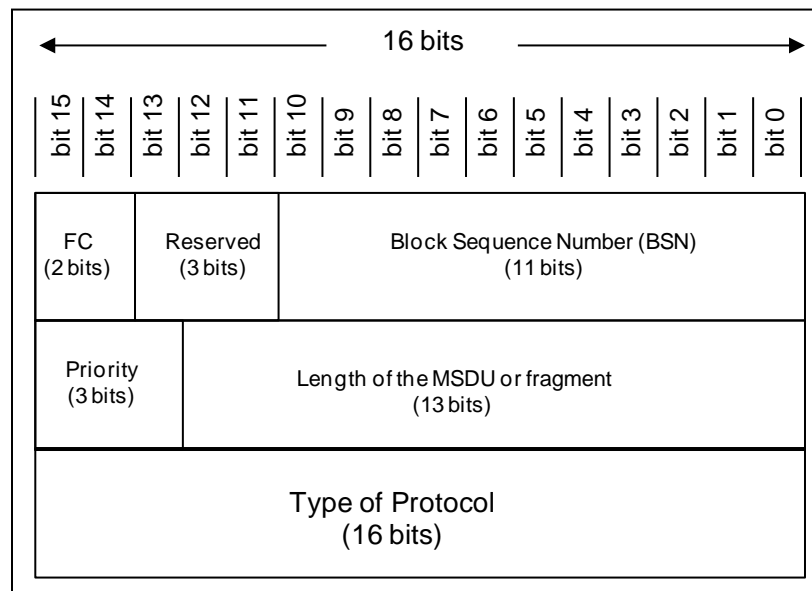 16 bits
bit 15 bit 14 bit 13 bit 12 bit 11 bit 10 bit 9 bit 8 bit 7 bit 6 bit 5 bit 4 bit 3 bit 2 bit 1 bit 0
FC Reserved Block Sequence Number (BSN)
(2 bits) (3 bits) (11 bits)
Priority Length of the MSDU or fragment
(3 bits) (13 bits)
Type of Protocol
(16 bits)